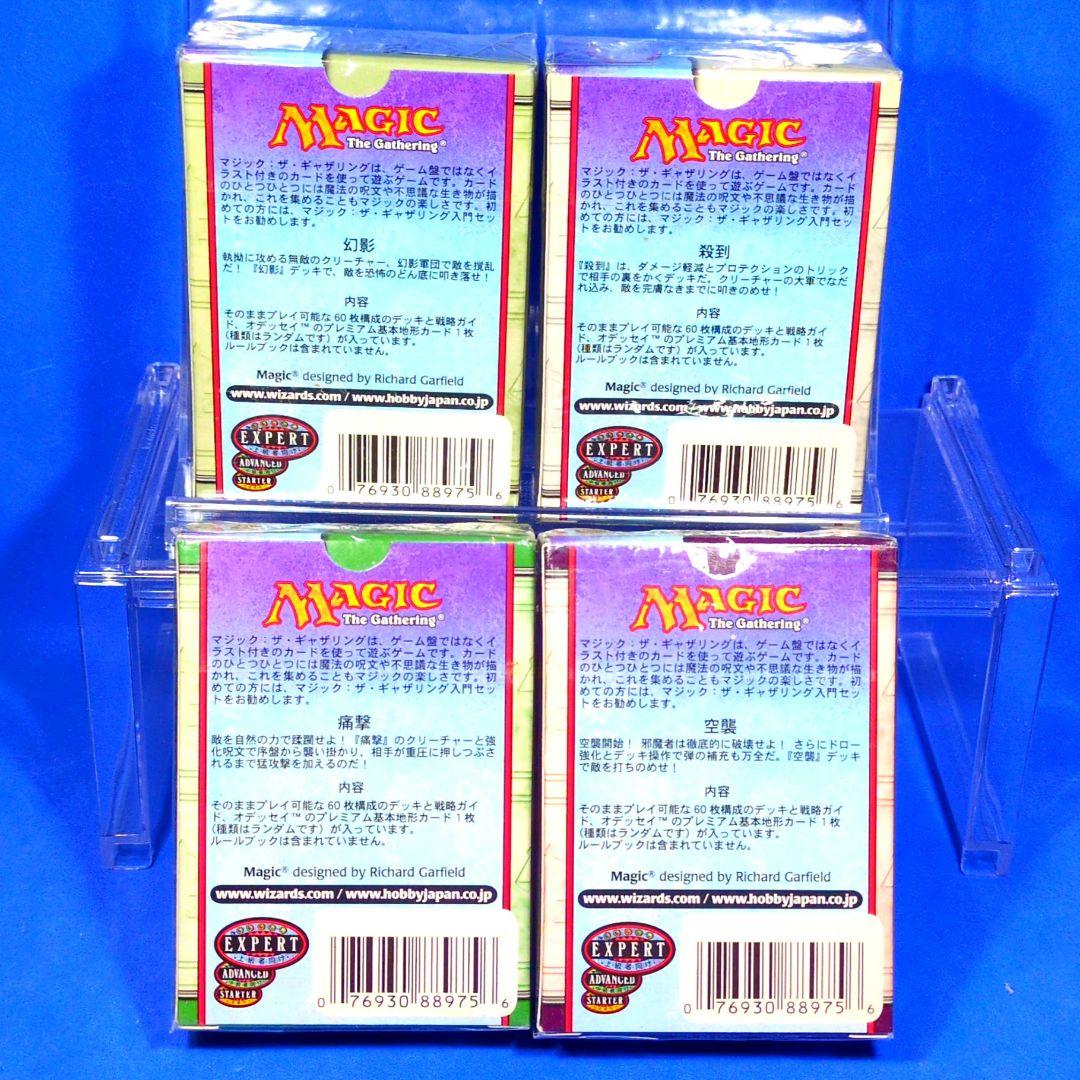 MAGIC
The Gathering®
マジック：ザ・ギャザリングは、ゲーム盤ではなくイ
ラスト付きのカードを使って遊ぶゲームです。カード
のひとつひとつには魔法の呪文や不思議な生き物が描
かれ、これを集めることもマジックの楽しさです。初
めての方には、マジック：ザ・ギャザリング入門セッ
トをお勧めします。
幻影
執拗に攻める無敵のクリーチャー、幻影軍団で敵を撹乱
だ！『幻影』デッキで、敵を恐怖のどん底に叩き落せ！
内容
そのままプレイ可能な 60 枚構成のデッキと戦略ガイ
ド、オデッセイ™ のプレミアム基本地形カード 1 枚
(種類はランダムです）が入っています。
ルールブックは含まれていません。
Magic® designed by Richard Garfield
www.wizards.com / www.hobbyjapan.co.jp
EXPERT
上級者向け
ADVANCED
STARTER
0 76930 88975 6
MAGIC
The Gathering®
マジック：ザ・ギャザリングは、ゲーム盤ではなくイ
ラスト付きのカードを使って遊ぶゲームです。カード
のひとつひとつには魔法の呪文や不思議な生き物が描
かれ、これを集めることもマジックの楽しさです。初
めての方には、マジック：ザ・ギャザリング入門セッ
トをお勧めします。
殺到
『殺到』は、ダメージ軽減とプロテクションのトリック
で相手の裏をかくデッキだ。クリーチャーの大軍でなだ
れ込み、敵を完膚なきまでに叩きのめせ！
内容
そのままプレイ可能な 60 枚構成のデッキと戦略ガイ
ド、オデッセイ™ のプレミアム基本地形カード 1 枚
(種類はランダムです）が入っています。
ルールブックは含まれていません。
Magic® designed by Richard Garfield
www.wizards.com / www.hobbyjapan.co.jp
EXPERT
上級者向け
ADVANCED
STARTER
0 76930 88975 6
MAGIC
The Gathering®
マジック：ザ・ギャザリングは、ゲーム盤ではなくイ
ラスト付きのカードを使って遊ぶゲームです。カード
のひとつひとつには魔法の呪文や不思議な生き物が描
かれ、これを集めることもマジックの楽しさです。初
めての方には、マジック：ザ・ギャザリング入門セット
をお勧めします。
痛撃
敵を自然の力で蹂躙せよ！『痛撃』のクリーチャーと強
化呪文で序盤から襲い掛かり、相手が重圧に押しつぶさ
れるまで猛攻撃を加えるのだ！
内容
そのままプレイ可能な 60 枚構成のデッキと戦略ガイ
ド、オデッセイ™ のプレミアム基本地形カード 1 枚
(種類はランダムです）が入っています。
ルールブックは含まれていません。
Magic® designed by Richard Garfield
www.wizards.com / www.hobbyjapan.co.jp
EXPERT
上級者向け
ADVANCED
STARTER
0 76930 88975 6
MAGIC
The Gathering®
マジック：ザ・ギャザリングは、ゲーム盤ではなくイ
ラスト付きのカードを使って遊ぶゲームです。カード
のひとつひとつには魔法の呪文や不思議な生き物が描
かれ、これを集めることもマジックの楽しさです。初
めての方には、マジック：ザ・ギャザリング入門セット
をお勧めします。
空襲
空襲開始！ 邪魔者は徹底的に破壊せよ！ さらにドロー
強化とデッキ操作で弾の補充も万全だ。『空襲』デッキ
で敵を打ちのめせ！
内容
そのままプレイ可能な 60 枚構成のデッキと戦略ガイ
ド、オデッセイ™ のプレミアム基本地形カード 1 枚
(種類はランダムです）が入っています。
ルールブックは含まれていません。
Magic® designed by Richard Garfield
www.wizards.com / www.hobbyjapan.co.jp
EXPERT
上級者向け
ADVANCED
STARTER
0 76930 88975 6